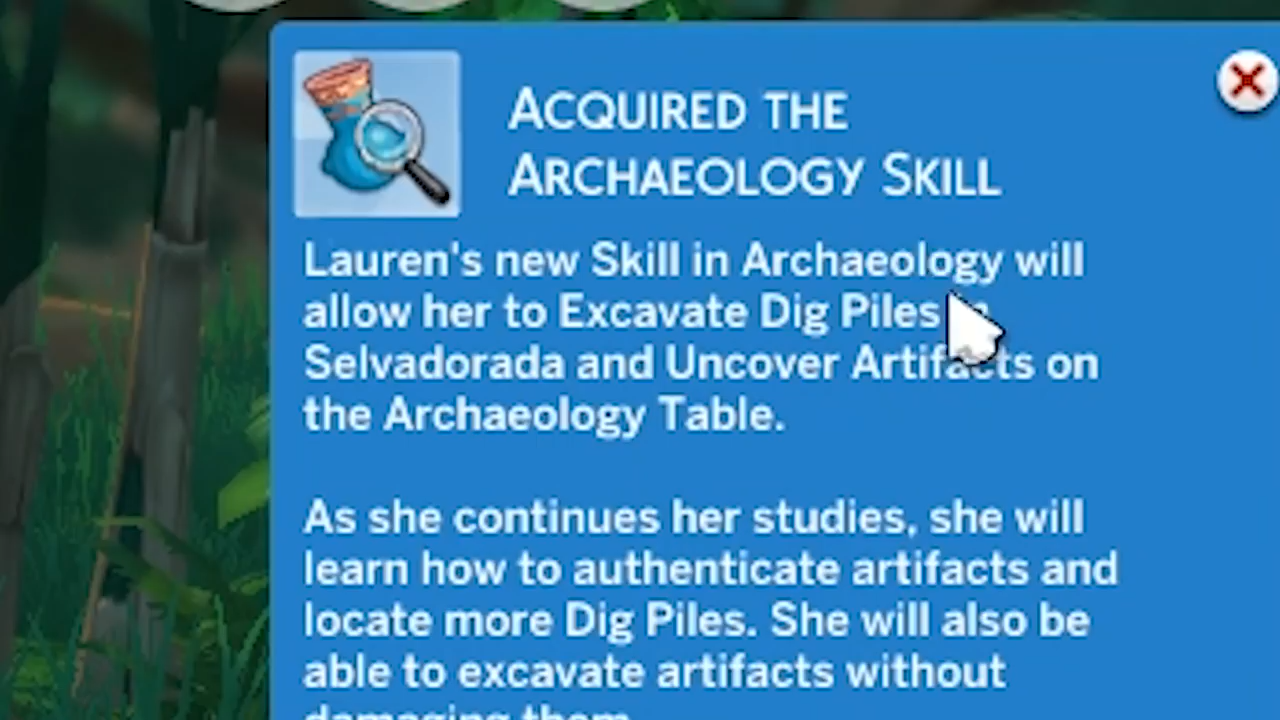 ACQUIRED THE
ARCHAEOLOGY SKILL
Lauren's new Skill in Archaeology will
allow her to Excavate Dig Piles
Selvadorada and Uncover Artifacts on
the Archaeology Table.
As she continues her studies, she will
learn how to authenticate artifacts and
locate more Dig Piles. She will also be
able to excavate artifacts without
damaging them.